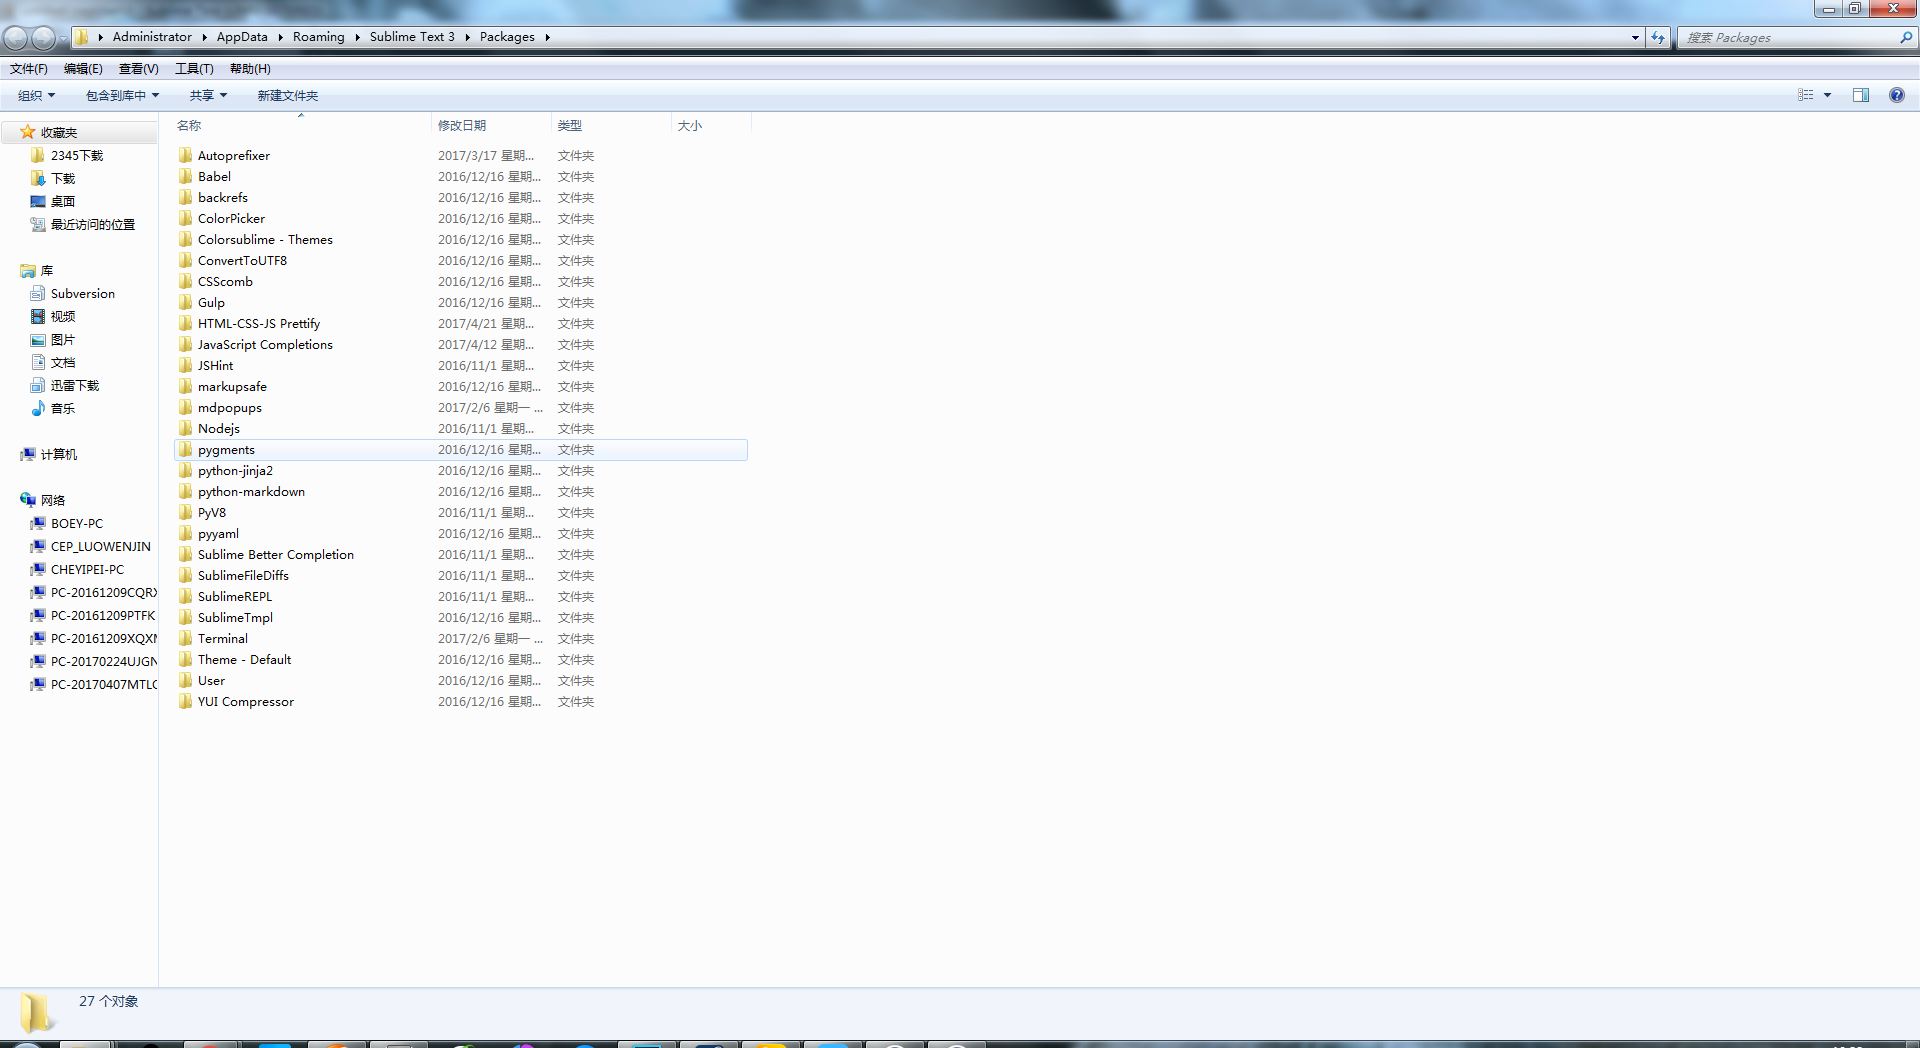 Administrator AppData Roaming Sublime Text 3 Packages
搜索 Packages
文件(F) 编辑(E) 查看(V) 工具(T) 帮助(H)
组织 包含到库中 共享 新建文件夹
收藏夹
2345下载
下载
桌面
最近访问的位置
库
Subversion
视频
图片
文档
迅雷下载
音乐
计算机
网络
BOEY-PC
CEP_LUOWENJIN
CHEYIPEI-PC
PC-20161209CQRX
PC-20161209PTFK
PC-20161209XQXM
PC-20170224UJGN
PC-20170407MTLC
名称 修改日期 类型 大小
Autoprefixer 2017/3/17 星期... 文件夹
Babel 2016/12/16 星期... 文件夹
backrefs 2016/12/16 星期... 文件夹
ColorPicker 2016/12/16 星期... 文件夹
Colorsublime - Themes 2016/12/16 星期... 文件夹
ConvertToUTF8 2016/12/16 星期... 文件夹
CSScomb 2016/12/16 星期... 文件夹
Gulp 2016/12/16 星期... 文件夹
HTML-CSS-JS Prettify 2017/4/21 星期... 文件夹
JavaScript Completions 2017/4/12 星期... 文件夹
JSHint 2016/11/1 星期... 文件夹
markupsafe 2016/12/16 星期... 文件夹
mdpopups 2017/2/6 星期一 ... 文件夹
Nodejs 2016/11/1 星期... 文件夹
pygments 2016/12/16 星期... 文件夹
python-jinja2 2016/12/16 星期... 文件夹
python-markdown 2016/12/16 星期... 文件夹
PyV8 2016/11/1 星期... 文件夹
pyyaml 2016/12/16 星期... 文件夹
Sublime Better Completion 2016/11/1 星期... 文件夹
SublimeFileDiffs 2016/11/1 星期... 文件夹
SublimeREPL 2016/11/1 星期... 文件夹
SublimeTmpl 2016/12/16 星期... 文件夹
Terminal 2017/2/6 星期一 ... 文件夹
Theme - Default 2016/12/16 星期... 文件夹
User 2016/12/16 星期... 文件夹
YUI Compressor 2016/12/16 星期... 文件夹
27 个对象